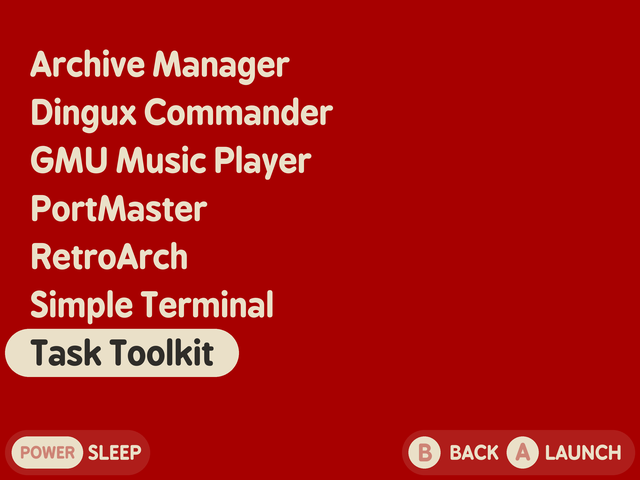 Archive Manager
Dingux Commander
GMU Music Player
PortMaster
RetroArch
Simple Terminal
Task Toolkit
POWER SLEEP B BACK A LAUNCH